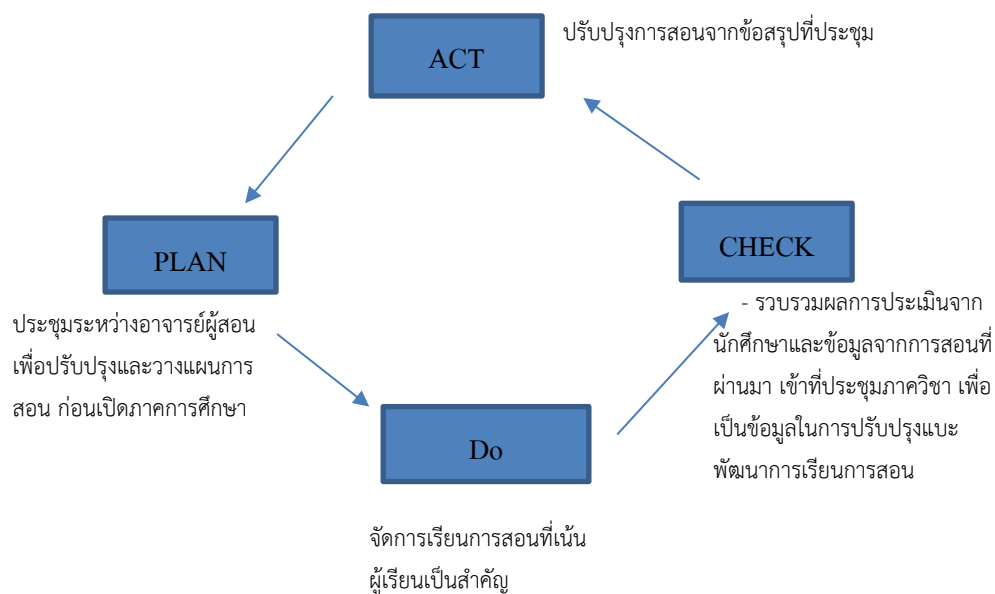 ปรับปรุงการสอนจากข้อสรุปที่ประชุม
ACT
PLAN
ประชุมระหว่างอาจารย์ผู้สอน
เพื่อปรับปรุงและวางแผนการ
สอน ก่อนเปิดภาคการศึกษา
CHECK
- รวบรวมผลการประเมินจาก
นักศึกษาและข้อมูลจากการสอนที่
ผ่านมา เข้าที่ประชุมภาควิชา เพื่อ
เป็นข้อมูลในการปรับปรุงแบะ
พัฒนาการเรียนการสอน
Do
จัดการเรียนการสอนที่เน้น
ผู้เรียนเป็นสำคัญ